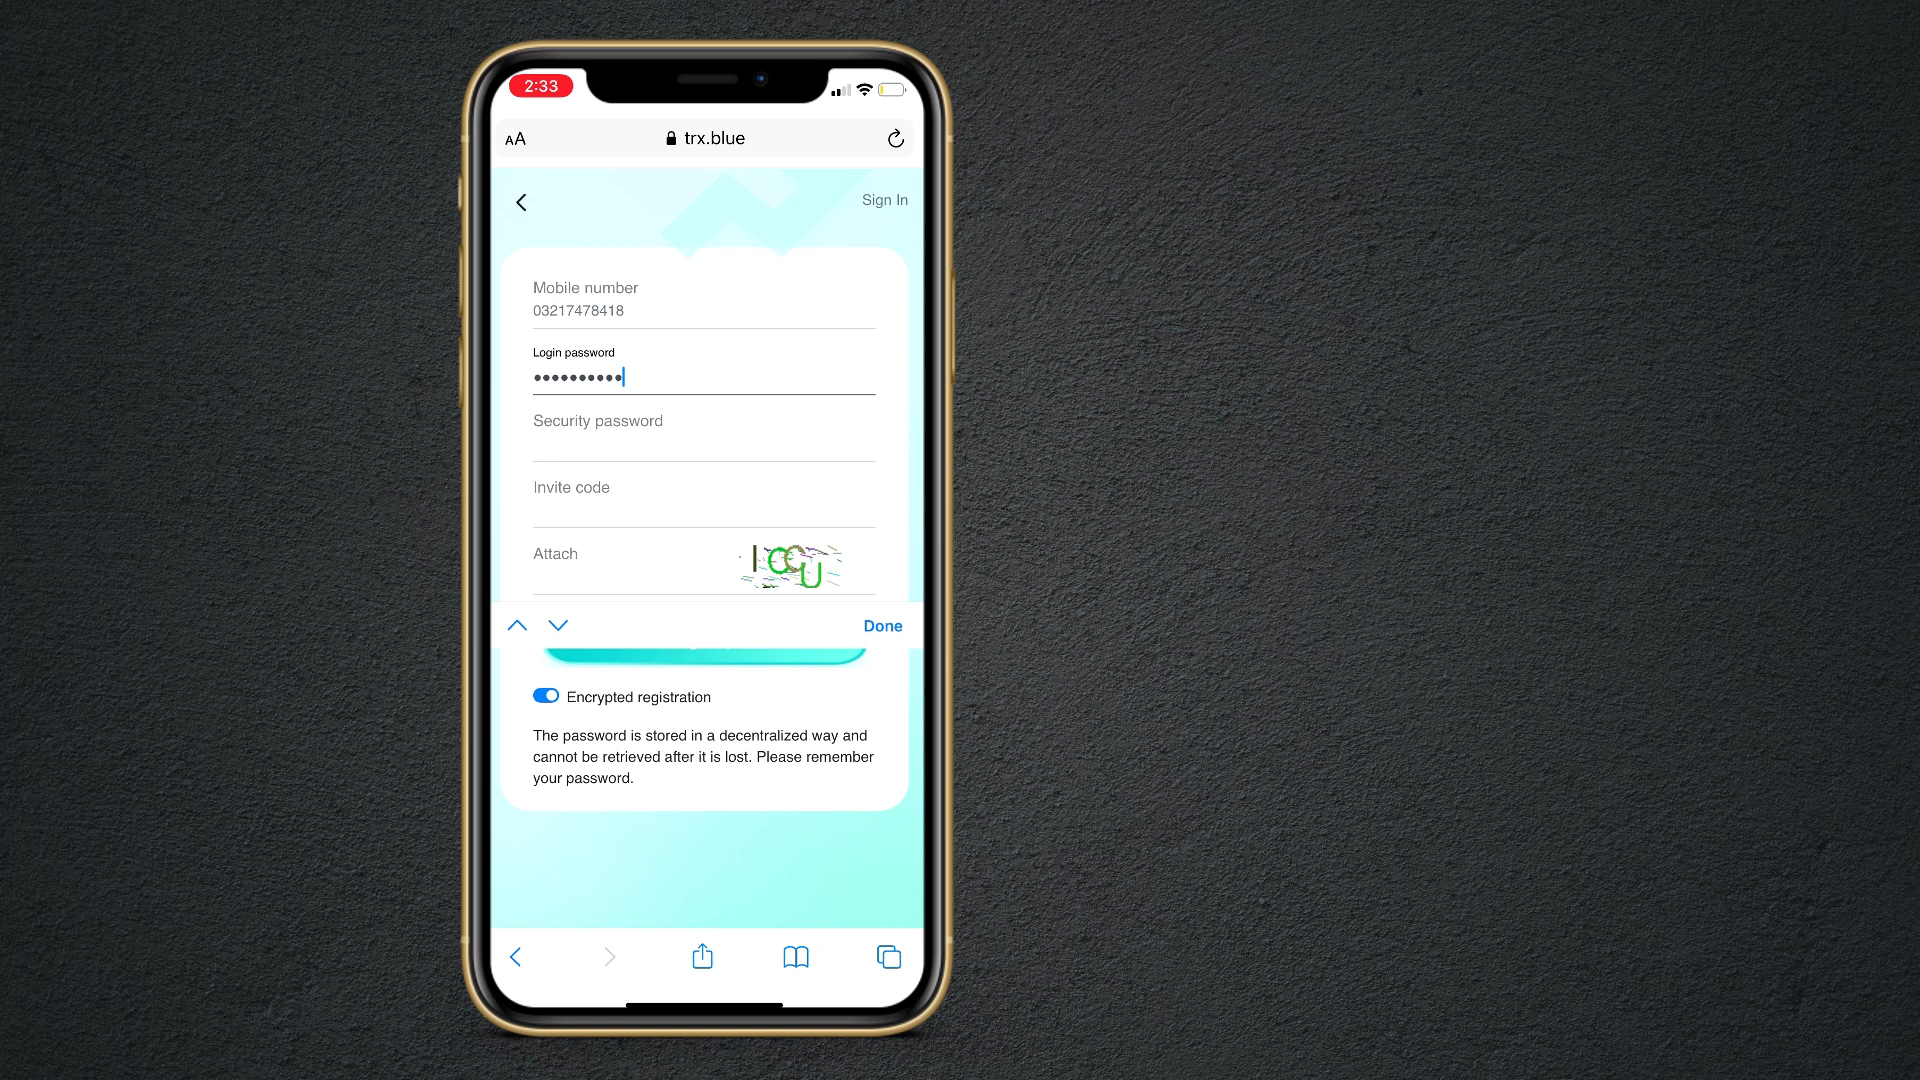 2:33
AA
trx.blue
Sign In
Mobile number
03217478418
Login password
••••••••••
Security password
Invite code
Attach
I C C U
Done
Encrypted registration
The password is stored in a decentralized way and
cannot be retrieved after it is lost. Please remember
your password.